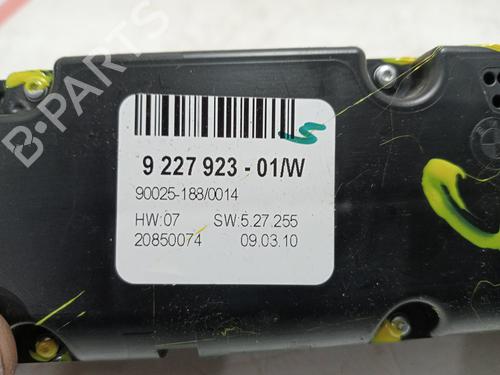 B-PARTS
S
9 227 923 - 01/W
90025-188/0014
HW:07 SW:5.27.255
20850074 09.03.10